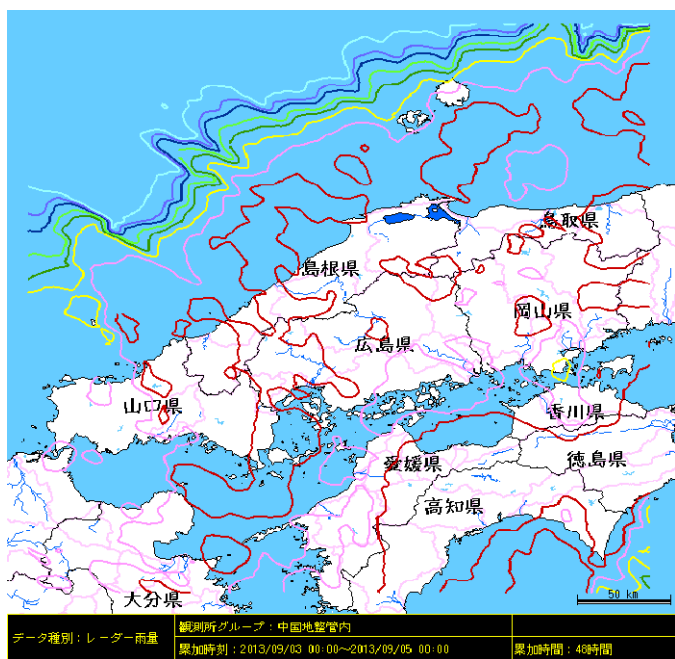 鳥取県
島根県
岡山県
広島県
山口県
香川県
愛媛県
徳島県
高知県
大分県
50 km
データ種別：レーダー雨量
観測所グループ：中国地整管内
累加時刻：2013/09/03 00:00～2013/09/05 00:00
累加時間：48時間